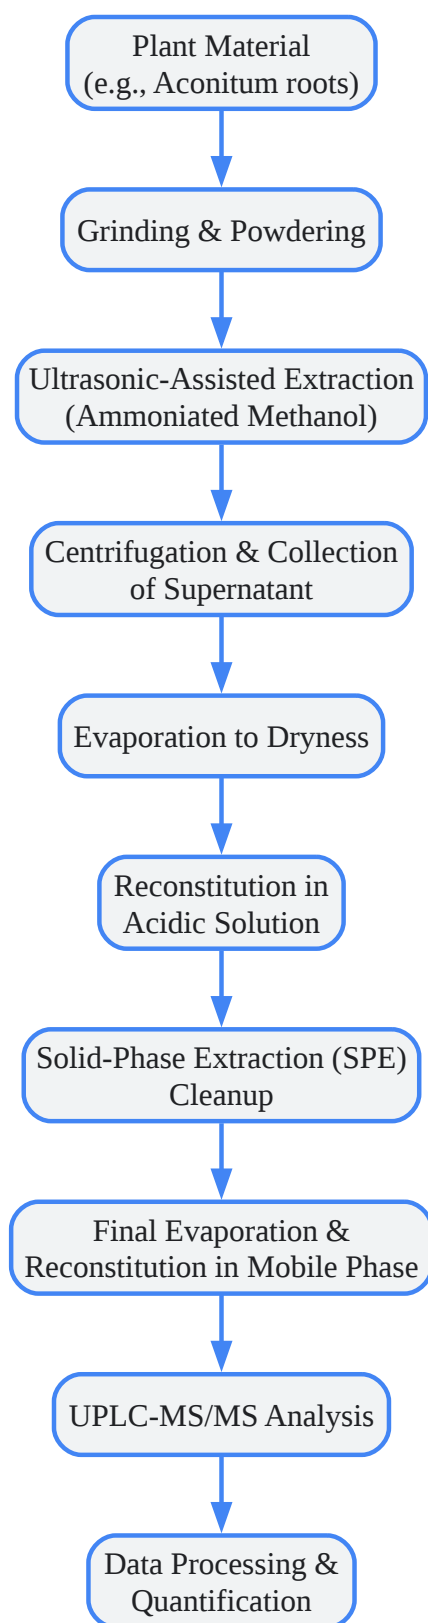 Plant Material
(e.g., Aconitum roots)
Grinding & Powdering
Ultrasonic-Assisted Extraction
(Ammoniated Methanol)
Centrifugation & Collection
of Supernatant
Evaporation to Dryness
Reconstitution in
Acidic Solution
Solid-Phase Extraction (SPE)
Cleanup
Final Evaporation &
Reconstitution in Mobile Phase
UPLC-MS/MS Analysis
Data Processing &
Quantification